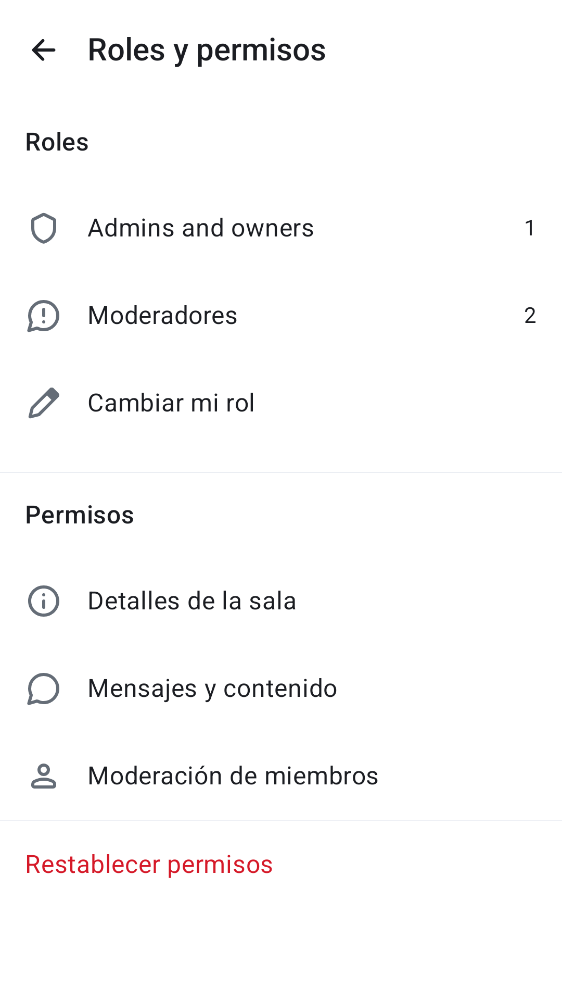 Roles y permisos
Roles
Admins and owners 1
Moderadores 2
Cambiar mi rol
Permisos
Detalles de la sala
Mensajes y contenido
Moderación de miembros
Restablecer permisos